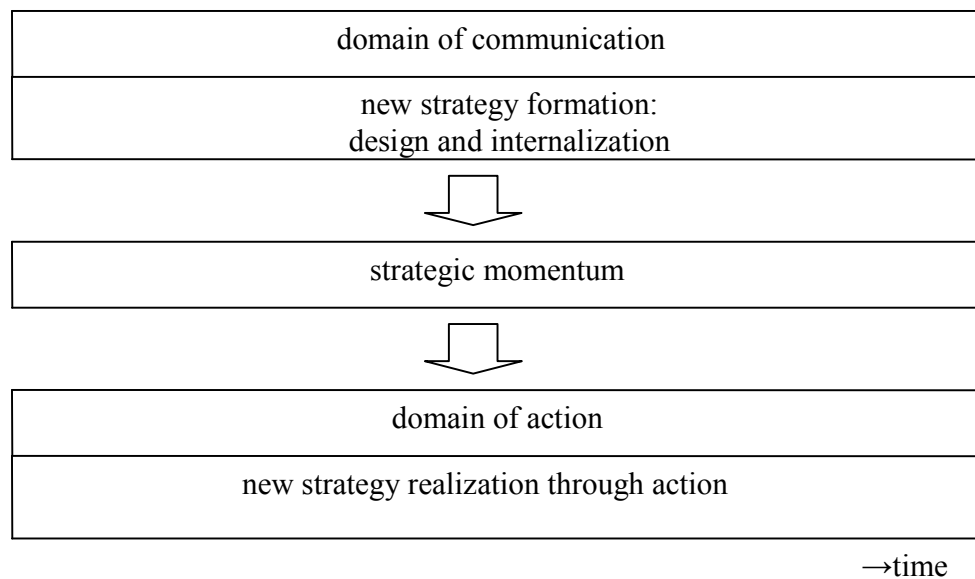 domain of communication
new strategy formation:
design and internalization
strategic momentum
domain of action
new strategy realization through action
→time